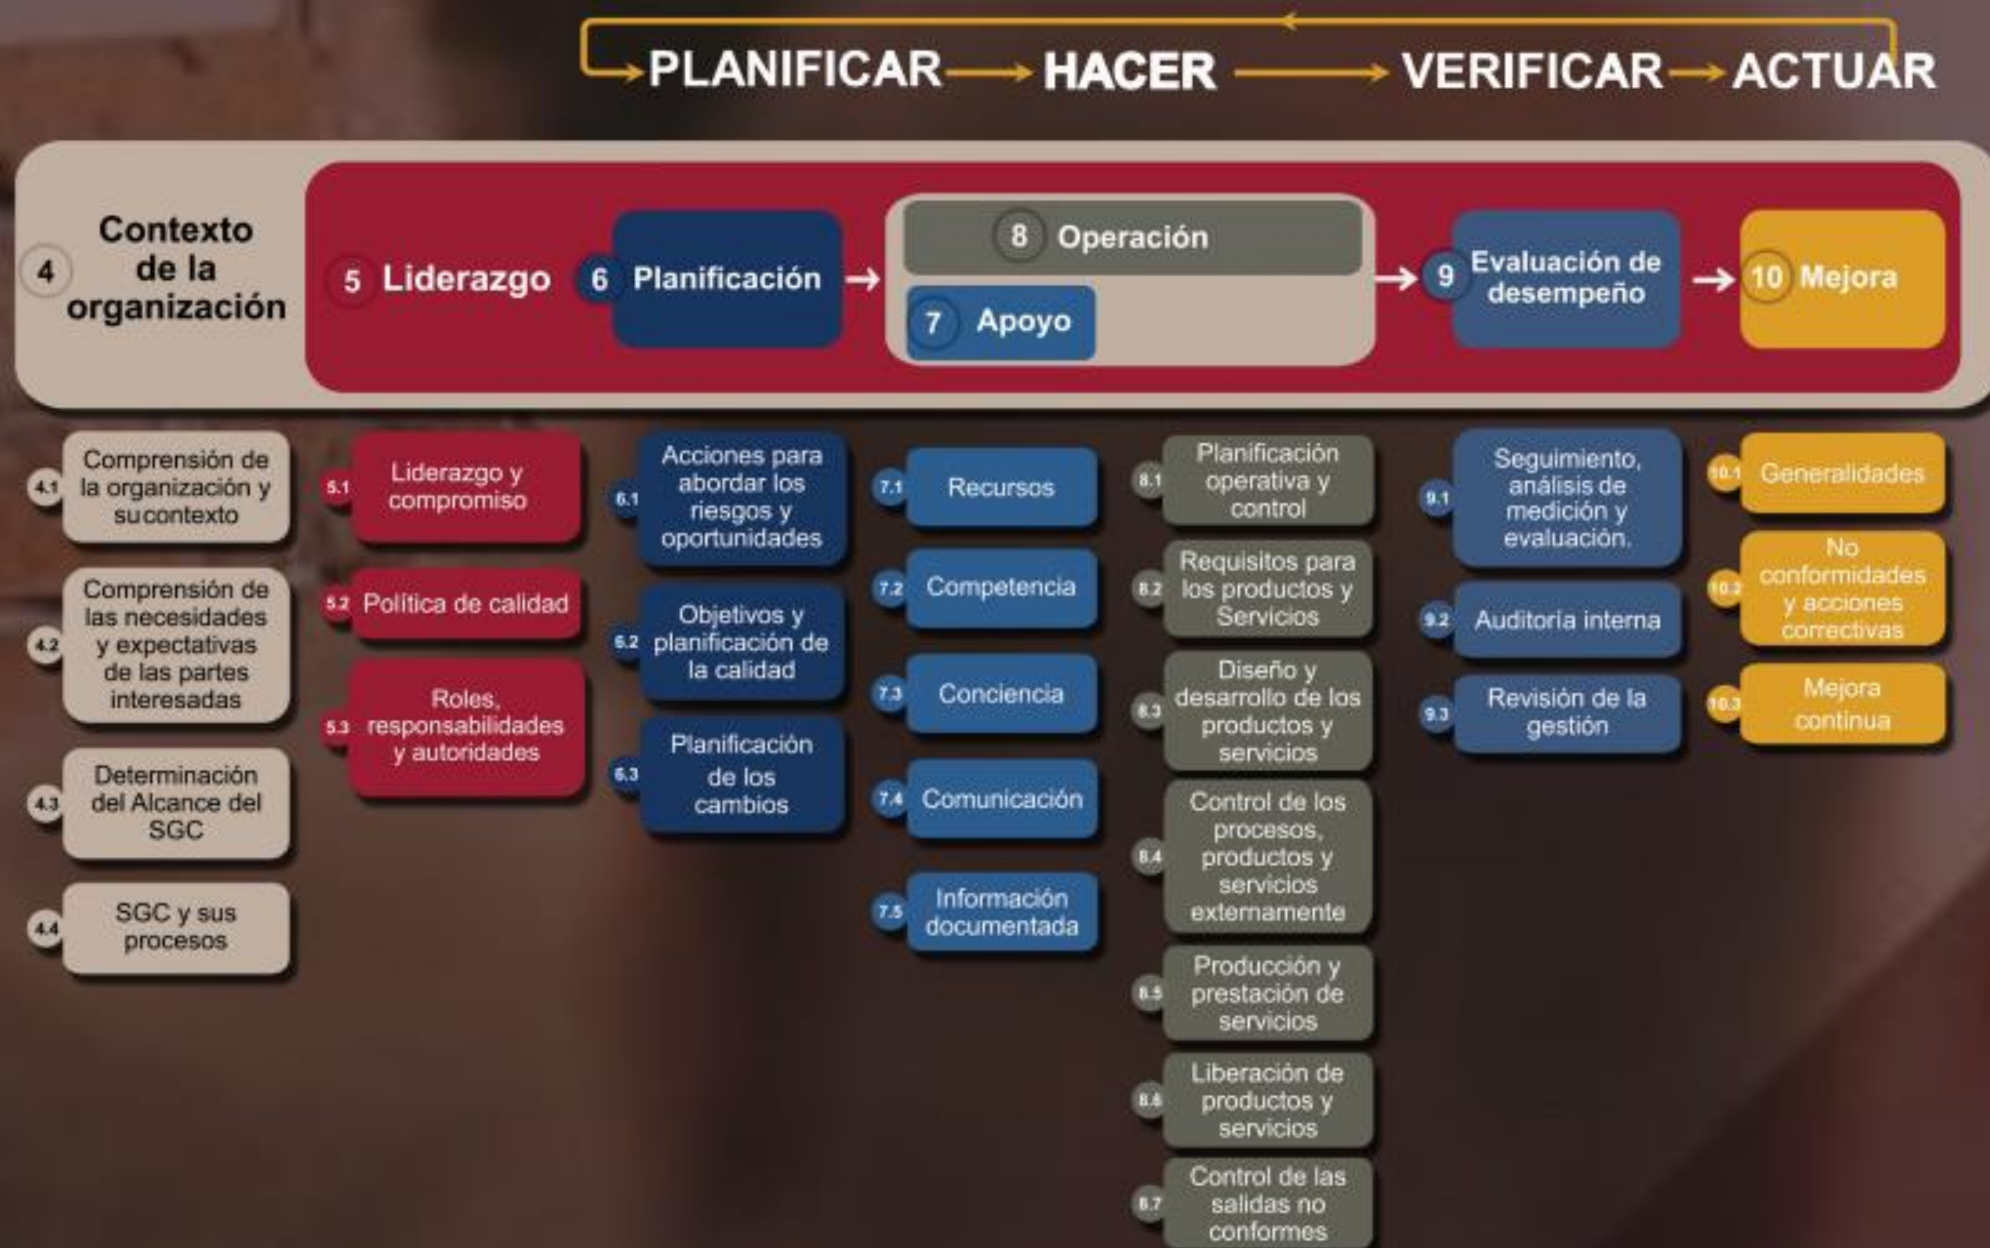 PLANIFICAR HACER VERIFICAR ACTUAR
4
Contexto
de la
organización
5 Liderazgo
6 Planificación
8 Operación
7 Apoyo
9
Evaluación de
desempeño
10 Mejora
4.1
Comprensión de
la organización y
su contexto
4.2
Comprensión de
las necesidades
y expectativas
de las partes
interesadas
4.3
Determinación
del Alcance del
SGC
4.4
SGC y sus
procesos
5.1
Liderazgo y
compromiso
5.2 Política de calidad
5.3
Roles,
responsabilidades
y autoridades
6.1
Acciones para
abordar los
riesgos y
oportunidades
6.2
Objetivos y
planificación de
la calidad
6.3
Planificación
de los
cambios
7.1 Recursos
7.2 Competencia
7.3 Conciencia
7.4 Comunicación
7.5
Información
documentada
8.1
Planificación
operativa y
control
8.2
Requisitos para
los productos y
Servicios
8.3
Diseño y
desarrollo de los
productos y
servicios
8.4
Control de los
procesos,
productos y
servicios
externamente
8.5
Producción y
prestación de
servicios
8.6
Liberación de
productos y
servicios
8.7
Control de las
salidas no
conformes
9.1
Seguimiento,
análisis de
medición y
evaluación.
9.2 Auditoría interna
9.3
Revisión de la
gestión
10.1 Generalidades
10.2
No
conformidades
y acciones
correctivas
10.3
Mejora
continua